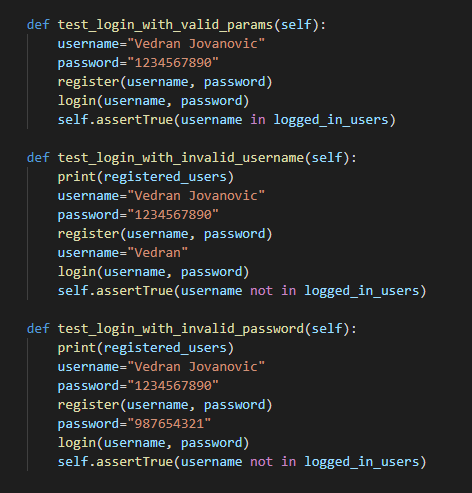 def test_login_with_valid_params(self):
username="Vedran Jovanovic"
password="1234567890"
register(username, password)
login(username, password)
self.assertTrue(username in logged_in_users)
def test_login_with_invalid_username(self):
print(registered_users)
username="Vedran Jovanovic"
password="1234567890"
register(username, password)
username="Vedran"
login(username, password)
self.assertTrue(username not in logged_in_users)
def test_login_with_invalid_password(self):
print(registered_users)
username="Vedran Jovanovic"
password="1234567890"
register(username, password)
password="987654321"
login(username, password)
self.assertTrue(username not in logged_in_users)